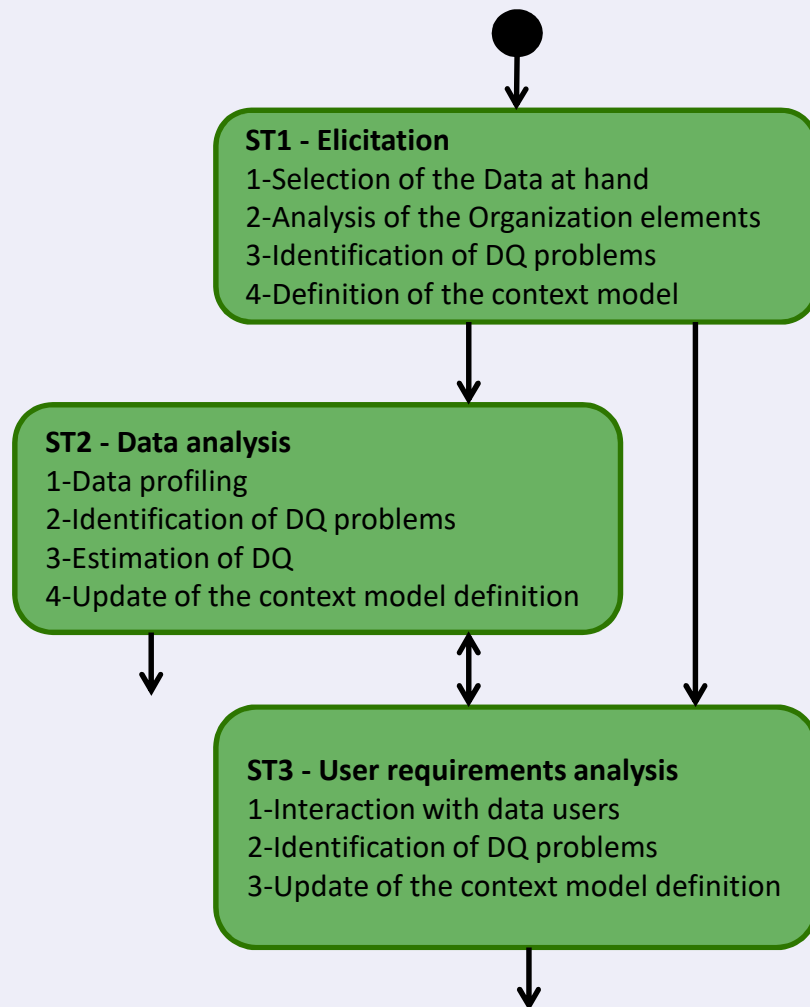 ST1 - Elicitation
1-Selection of the Data at hand
2-Analysis of the Organization elements
3-Identification of DQ problems
4-Definition of the context model
ST2 - Data analysis
1-Data profiling
2-Identification of DQ problems
3-Estimation of DQ
4-Update of the context model definition
ST3 - User requirements analysis
1-Interaction with data users
2-Identification of DQ problems
3-Update of the context model definition